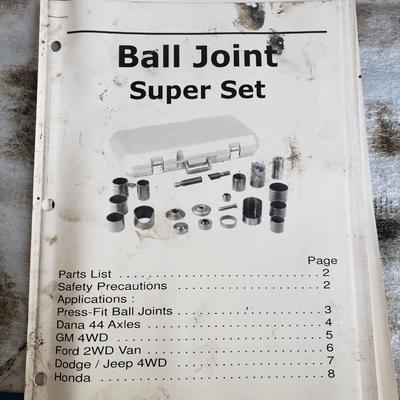 Ball Joint
Super Set
Page
Parts List . . . . . . . . . . . . . . . . . . . . . . . . . . 2
Safety Precautions . . . . . . . . . . . . . . . . . . . 2
Applications :
Press-Fit Ball Joints . . . . . . . . . . . . . . . . . . 3
Dana 44 Axles . . . . . . . . . . . . . . . . . . . . . . 4
GM 4WD . . . . . . . . . . . . . . . . . . . . . . . . . . 5
Ford 2WD Van . . . . . . . . . . . . . . . . . . . . . . 6
Dodge / Jeep 4WD . . . . . . . . . . . . . . . . . . . 7
Honda . . . . . . . . . . . . . . . . . . . . . . . . . . . . 8